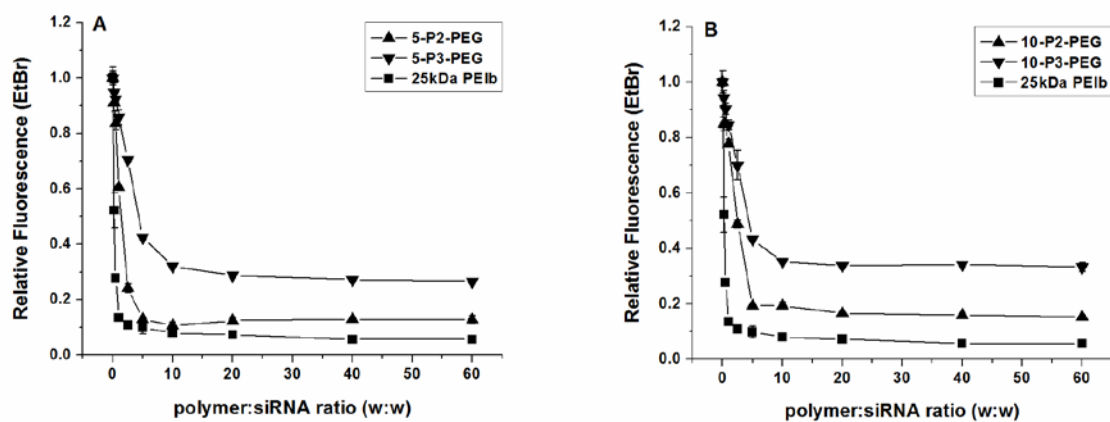 A
5-P2-PEG
5-P3-PEG
25kDa PEIb
Relative Fluorescence (EtBr)
1.2
1.0
0.8
0.6
0.4
0.2
0.0
0 10 20 30 40 50 60
polymer:siRNA ratio (w:w)
B
10-P2-PEG
10-P3-PEG
25kDa PEIb
Relative Fluorescence (EtBr)
1.2
1.0
0.8
0.6
0.4
0.2
0.0
0 10 20 30 40 50 60
polymer:siRNA ratio (w:w)